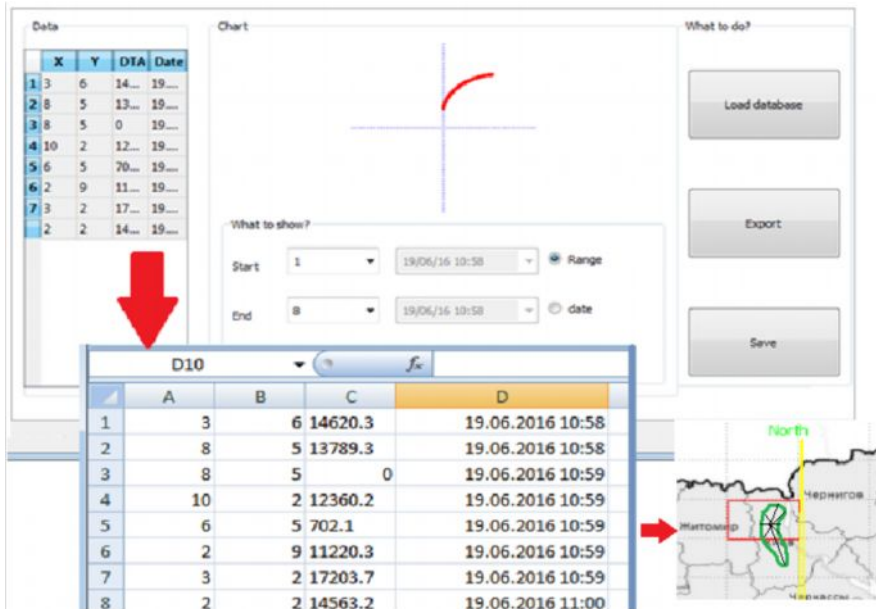 Data
X Y DTA Date
1 3 6 14... 19....
2 8 5 13... 19....
3 8 5 0 19....
4 10 2 12... 19....
5 6 5 70... 19....
6 2 9 11... 19....
7 3 2 17... 19....
2 2 14... 19....
Chart
What to show?
Start 1 19/06/16 10:58 Range
End 8 19/06/16 10:58 date
What to do?
Load database
Export
Save
D10 fx
A B C D
1 3 6 14620.3 19.06.2016 10:58
2 8 5 13789.3 19.06.2016 10:58
3 8 5 0 19.06.2016 10:59
4 10 2 12360.2 19.06.2016 10:59
5 6 5 702.1 19.06.2016 10:59
6 2 9 11220.3 19.06.2016 10:59
7 3 2 17203.7 19.06.2016 10:59
8 2 2 14563.2 19.06.2016 11:00
North
Чернигов
Житомир
Черкассы